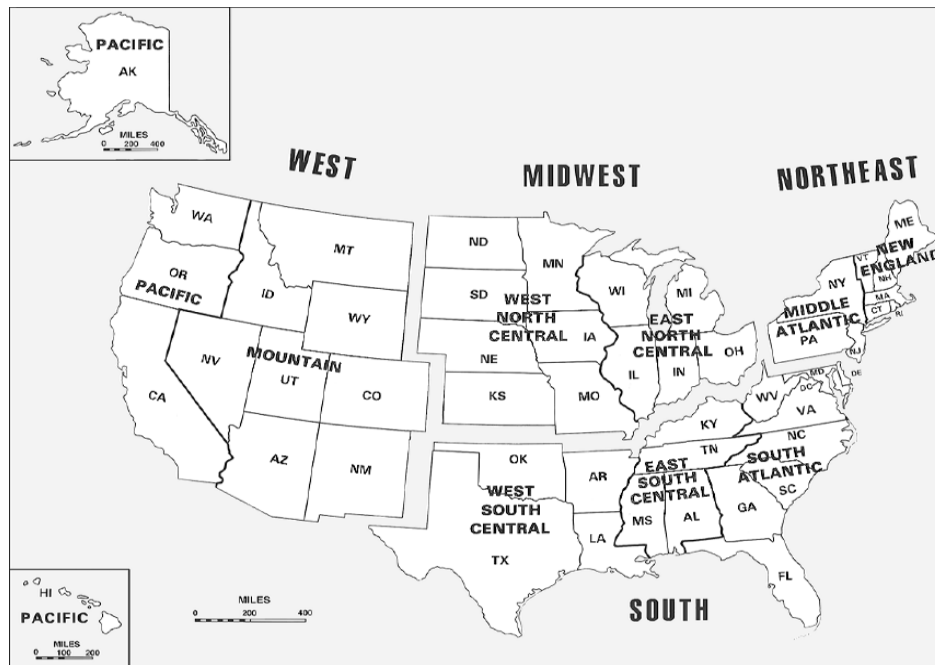 PACIFIC
AK
MILES
0 200 400
WEST
MIDWEST
NORTHEAST
WA
OR
PACIFIC
CA
MT
ID
WY
NV
MOUNTAIN
UT
CO
AZ
NM
ND
SD
MN
WEST
NORTH
CENTRAL
NE
IA
KS
MO
WI
MI
EAST
NORTH
CENTRAL
IL
IN
OH
ME
VT
NEW
ENGLAND
NH
NY
MA
CT
RI
MIDDLE
ATLANTIC
PA
NJ
OK
WEST
SOUTH
CENTRAL
TX
AR
LA
KY
TN
EAST
SOUTH
CENTRAL
MS
AL
MD
DE
DC
WV
VA
NC
SOUTH
ATLANTIC
SC
GA
FL
SOUTH
HI
PACIFIC
MILES
0 100 200
MILES
0 200 400